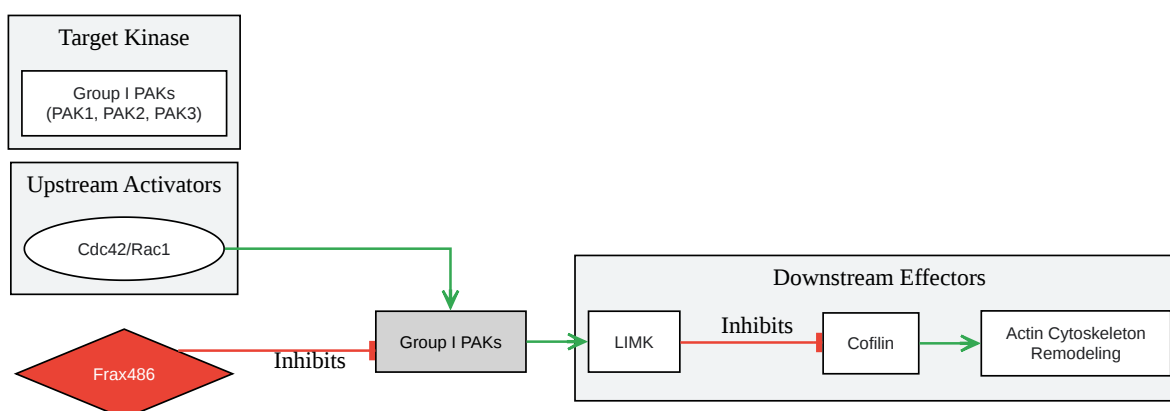 Target Kinase
Group I PAKs
(PAK1, PAK2, PAK3)
Upstream Activators
Cdc42/Rac1
Downstream Effectors
Frax486
Inhibits
Group I PAKs
LIMK
Inhibits
Cofilin
Actin Cytoskeleton
Remodeling